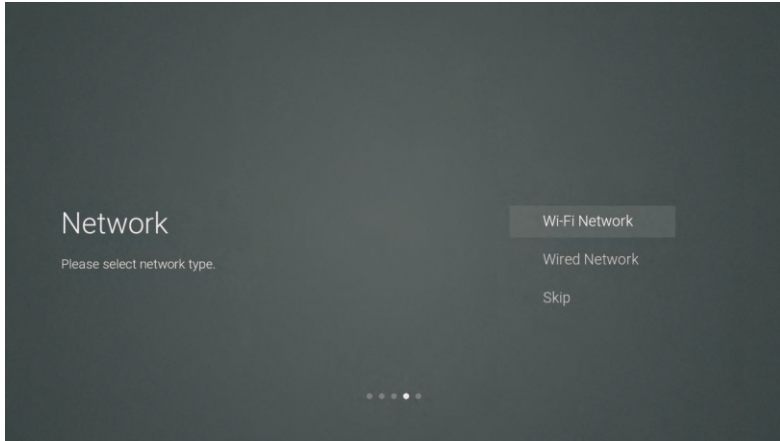 Network
Please select network type.
Wi-Fi Network
Wired Network
Skip